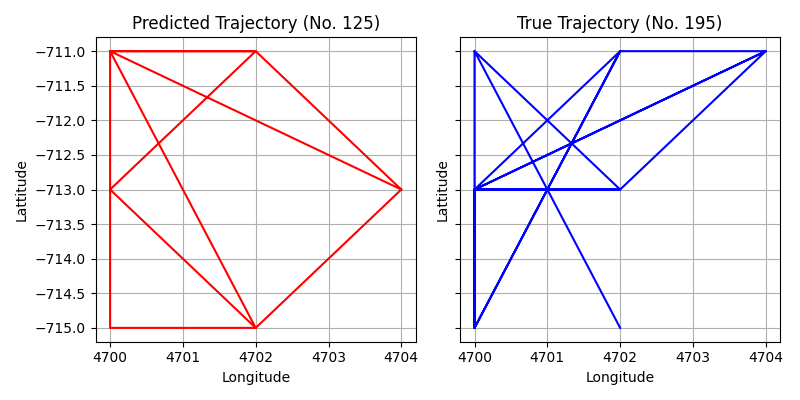 Predicted Trajectory (No. 125)
True Trajectory (No. 195)
Lattitude
−711.0
−711.5
−712.0
−712.5
−713.0
−713.5
−714.0
−714.5
−715.0
4700 4701 4702 4703 4704
Longitude
Lattitude
4700 4701 4702 4703 4704
Longitude